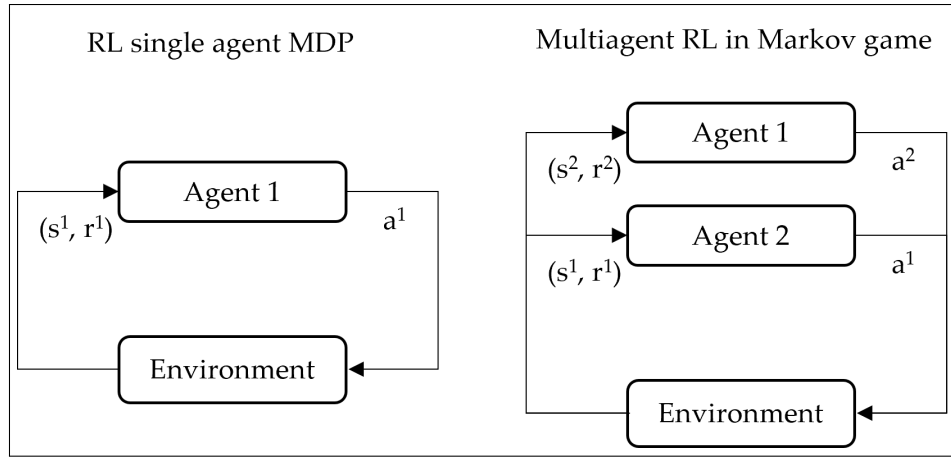 RL single agent MDP
Agent 1
(s¹, r¹)
a¹
Environment
Multiagent RL in Markov game
Agent 1
(s², r²)
a²
Agent 2
(s¹, r¹)
a¹
Environment